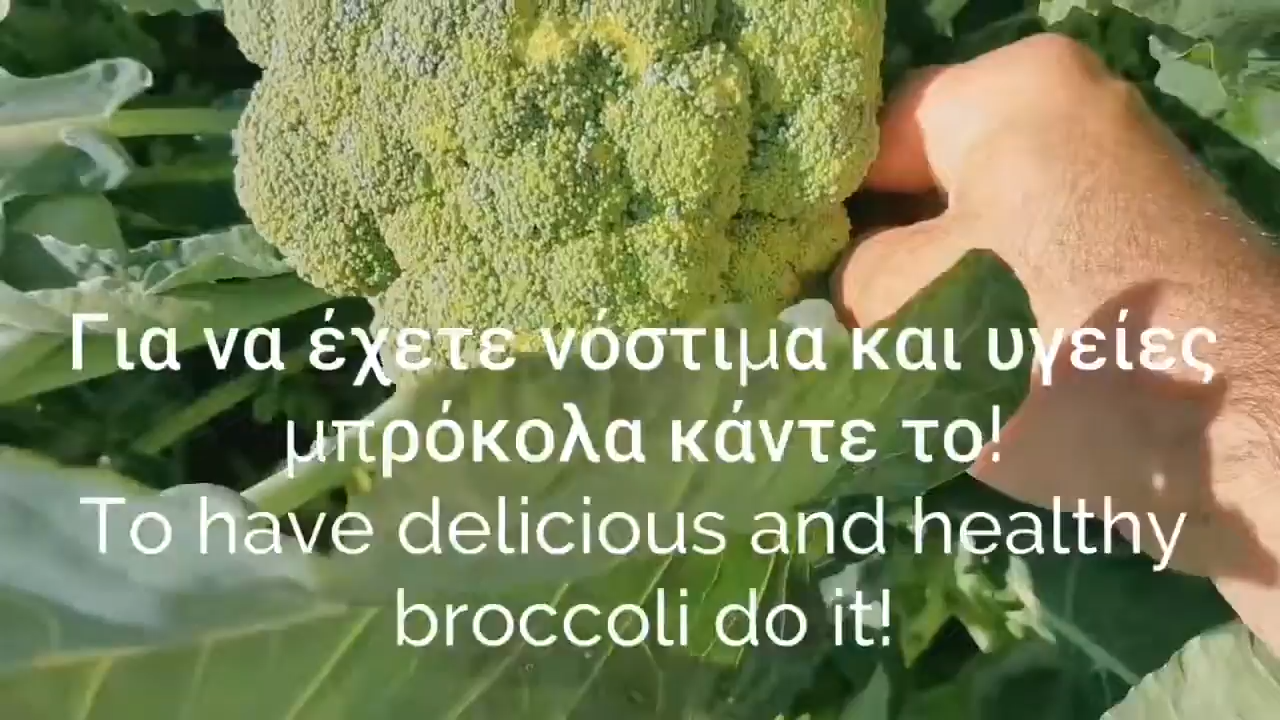 Για να έχετε νόστιμα και υγείες
μπρόκολα κάντε το!
To have delicious and healthy
broccoli do it!